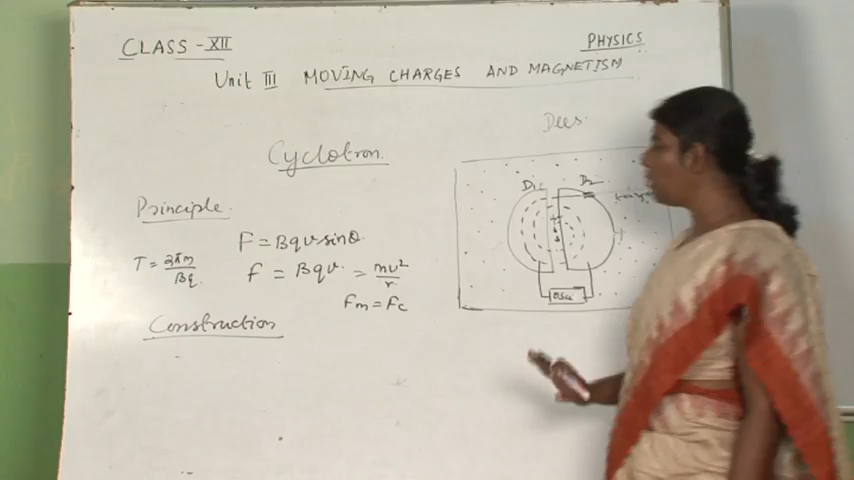 CLASS - XII
PHYSICS
Unit III MOVING CHARGES AND MAGNETISM
Dees
Cyclotron
D1
D2
Principle
F = Bqv sinθ
T = 2πm/Bq
F = Bqv = mv²/r
Fm = Fc
Construction